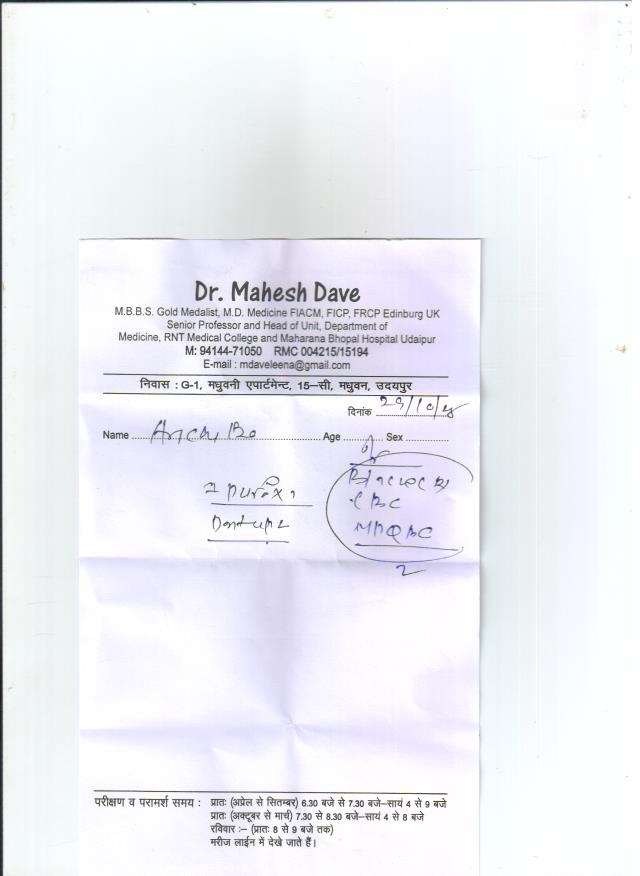 Dr. Mahesh Dave
M.B.B.S. Gold Medalist, M.D. Medicine FIACM, FICP, FRCP Edinburg UK
Senior Professor and Head of Unit, Department of
Medicine, RNT Medical College and Maharana Bhopal Hospital Udaipur
M: 94144-71050 RMC 004215/15194
E-mail : mdaveleena@gmail.com
निवास : G-1, मधुवनी एपार्टमेन्ट, 15–सी, मधुवन, उदयपुर
दिनांक
Name Age Sex
CBC
2
परीक्षण व परामर्श समय : प्रातः (अप्रेल से सितम्बर) 6.30 बजे से 7.30 बजे–सायं 4 से 9 बजे
प्रातः (अक्टूबर से मार्च) 7.30 से 8.30 बजे–सायं 4 से 8 बजे
रविवार :– (प्रातः 8 से 9 बजे तक)
मरीज लाईन में देखे जाते हैं।